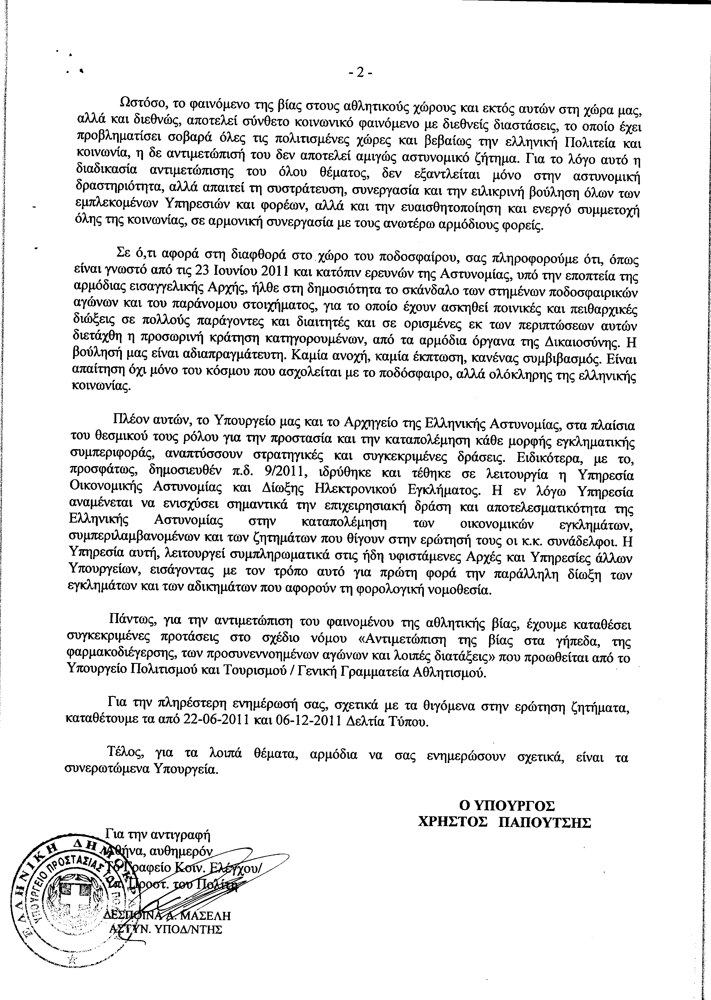 - 2 -
Ωστόσο, το φαινόμενο της βίας στους αθλητικούς χώρους και εκτός αυτών στη χώρα μας,
αλλά και διεθνώς, αποτελεί σύνθετο κοινωνικό φαινόμενο με διεθνείς διαστάσεις, το οποίο έχει
προβληματίσει σοβαρά όλες τις πολιτισμένες χώρες και βεβαίως την ελληνική Πολιτεία και
κοινωνία, η δε αντιμετώπισή του δεν αποτελεί αμιγώς αστυνομικό ζήτημα. Για το λόγο αυτό η
διαδικασία αντιμετώπισης του όλου θέματος, δεν εξαντλείται μόνο στην αστυνομική
δραστηριότητα, αλλά απαιτεί τη συστράτευση, συνεργασία και την ειλικρινή βούληση όλων των
εμπλεκομένων Υπηρεσιών και φορέων, αλλά και την ευαισθητοποίηση και ενεργό συμμετοχή
όλης της κοινωνίας, σε αρμονική συνεργασία με τους ανωτέρω αρμόδιους φορείς.
Σε ό,τι αφορά στη διαφθορά στο χώρο του ποδοσφαίρου, σας πληροφορούμε ότι, όπως
είναι γνωστό από τις 23 Ιουνίου 2011 και κατόπιν ερευνών της Αστυνομίας, υπό την εποπτεία της
αρμόδιας εισαγγελικής Αρχής, ήλθε στη δημοσιότητα το σκάνδαλο των στημένων ποδοσφαιρικών
αγώνων και του παράνομου στοιχήματος, για το οποίο έχουν ασκηθεί ποινικές και πειθαρχικές
διώξεις σε πολλούς παράγοντες και διαιτητές και σε ορισμένες εκ των περιπτώσεων αυτών
διετάχθη η προσωρινή κράτηση κατηγορουμένων, από τα αρμόδια όργανα της Δικαιοσύνης. Η
βούλησή μας είναι αδιαπραγμάτευτη. Καμία ανοχή, καμία έκπτωση, κανένας συμβιβασμός. Είναι
απαίτηση όχι μόνο του κόσμου που ασχολείται με το ποδόσφαιρο, αλλά ολόκληρης της ελληνικής
κοινωνίας.
Πλέον αυτών, το Υπουργείο μας και το Αρχηγείο της Ελληνικής Αστυνομίας, στα πλαίσια
του θεσμικού τους ρόλου για την προστασία και την καταπολέμηση κάθε μορφής εγκληματικής
συμπεριφοράς, αναπτύσσουν στρατηγικές και συγκεκριμένες δράσεις. Ειδικότερα, με το,
προσφάτως, δημοσιευθέν π.δ. 9/2011, ιδρύθηκε και τέθηκε σε λειτουργία η Υπηρεσία
Οικονομικής Αστυνομίας και Δίωξης Ηλεκτρονικού Εγκλήματος. Η εν λόγω Υπηρεσία
αναμένεται να ενισχύσει σημαντικά την επιχειρησιακή δράση και αποτελεσματικότητα της
Ελληνικής Αστυνομίας στην καταπολέμηση των οικονομικών εγκλημάτων,
συμπεριλαμβανομένων και των ζητημάτων που θίγουν στην ερώτησή τους οι κ.κ. συνάδελφοι. Η
Υπηρεσία αυτή, λειτουργεί συμπληρωματικά στις ήδη υφιστάμενες Αρχές και Υπηρεσίες άλλων
Υπουργείων, εισάγοντας με τον τρόπο αυτό για πρώτη φορά την παράλληλη δίωξη των
εγκλημάτων και των αδικημάτων που αφορούν τη φορολογική νομοθεσία.
Πάντως, για την αντιμετώπιση του φαινομένου της αθλητικής βίας, έχουμε καταθέσει
συγκεκριμένες προτάσεις στο σχέδιο νόμου «Αντιμετώπιση της βίας στα γήπεδα, της
φαρμακοδιέγερσης, των προσυνεννοημένων αγώνων και λοιπές διατάξεις» που προωθείται από το
Υπουργείο Πολιτισμού και Τουρισμού / Γενική Γραμματεία Αθλητισμού.
Για την πληρέστερη ενημέρωσή σας, σχετικά με τα θιγόμενα στην ερώτηση ζητήματα,
καταθέτουμε τα από 22-06-2011 και 06-12-2011 Δελτία Τύπου.
Τέλος, για τα λοιπά θέματα, αρμόδια να σας ενημερώσουν σχετικά, είναι τα
συνερωτώμενα Υπουργεία.
Ο ΥΠΟΥΡΓΟΣ
ΧΡΗΣΤΟΣ ΠΑΠΟΥΤΣΗΣ
Για την αντιγραφή
Αθήνα, αυθημερόν
Το Γραφείο Κοιν. Ελέγχου/
Υπ. Προστ. του Πολίτη
ΔΕΣΠΟΙΝΑ Α. ΜΑΣΕΛΗ
ΑΣΤΥΝ. ΥΠΟΔ/ΝΤΗΣ
ΕΛΛΗΝΙΚΗ ΔΗΜΟΚΡ
ΥΠΟΥΡΓΕΙΟ ΠΡΟΣΤΑΣΙΑΣ ΤΟΥ ΠΟΛ